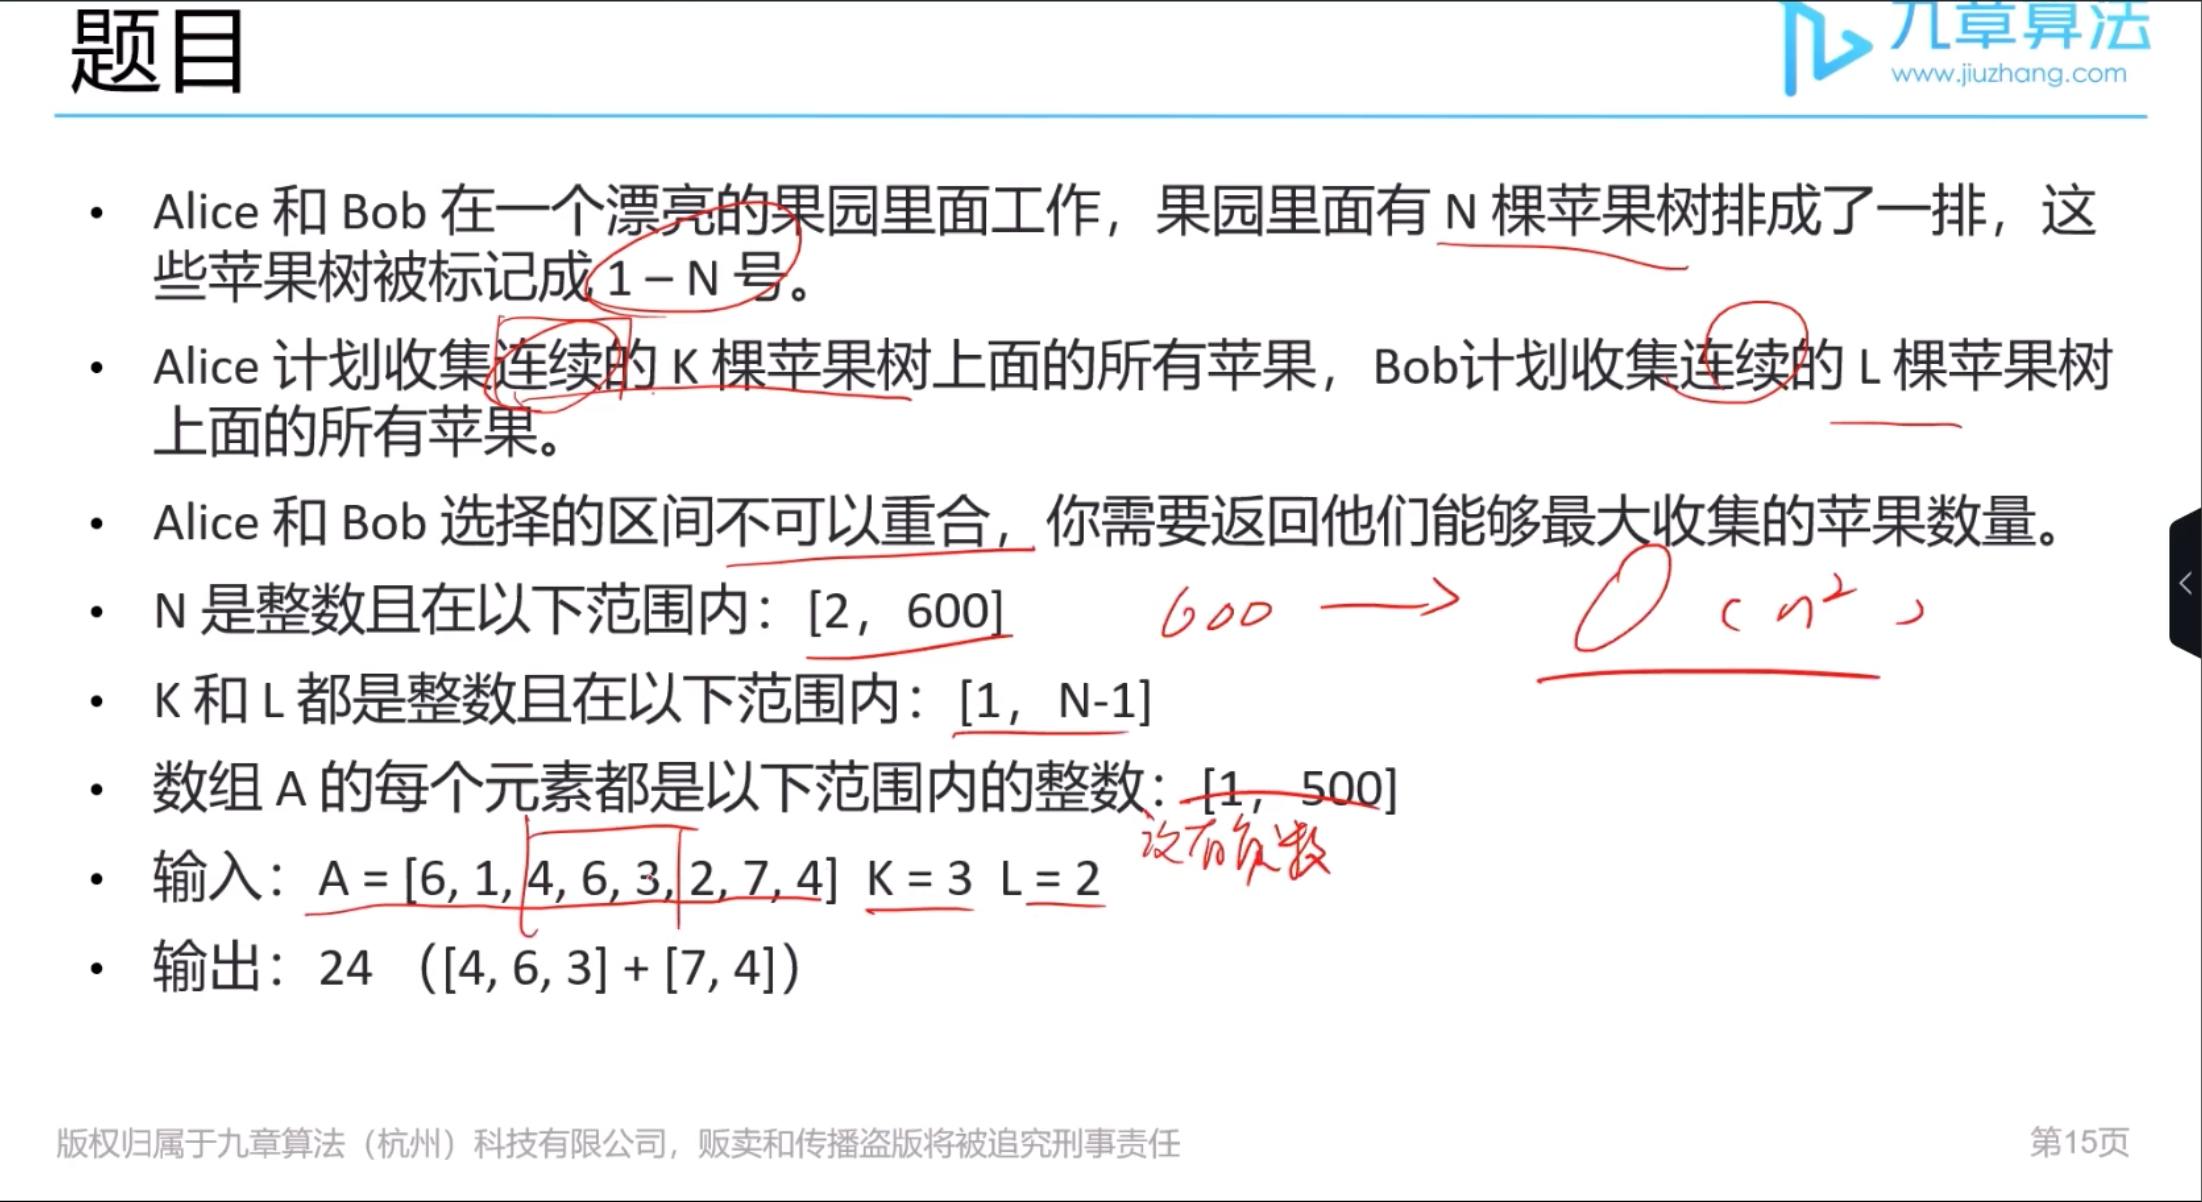 题目
九章算法
www.jiuzhang.com
• Alice 和 Bob 在一个漂亮的果园里面工作，果园里面有 N 棵苹果树排成了一排，这
些苹果树被标记成 1 – N 号。
• Alice 计划收集连续的 K 棵苹果树上面的所有苹果，Bob计划收集连续的 L 棵苹果树
上面的所有苹果。
• Alice 和 Bob 选择的区间不可以重合，你需要返回他们能够最大收集的苹果数量。
• N 是整数且在以下范围内：[2，600] 600 → O(n²)
• K 和 L 都是整数且在以下范围内：[1，N-1]
• 数组 A 的每个元素都是以下范围内的整数：[1，500]
没有负数
• 输入：A = [6, 1, 4, 6, 3, 2, 7, 4] K = 3 L = 2
• 输出：24 （[4, 6, 3] + [7, 4]）
版权归属于九章算法（杭州）科技有限公司，贩卖和传播盗版将被追究刑事责任
第15页